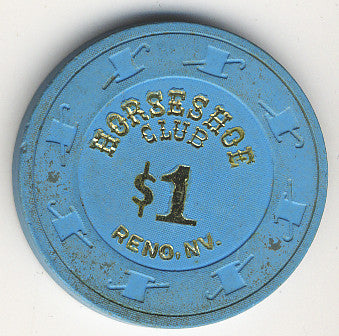 HORSESHOE
CLUB
$1
RENO, NV.